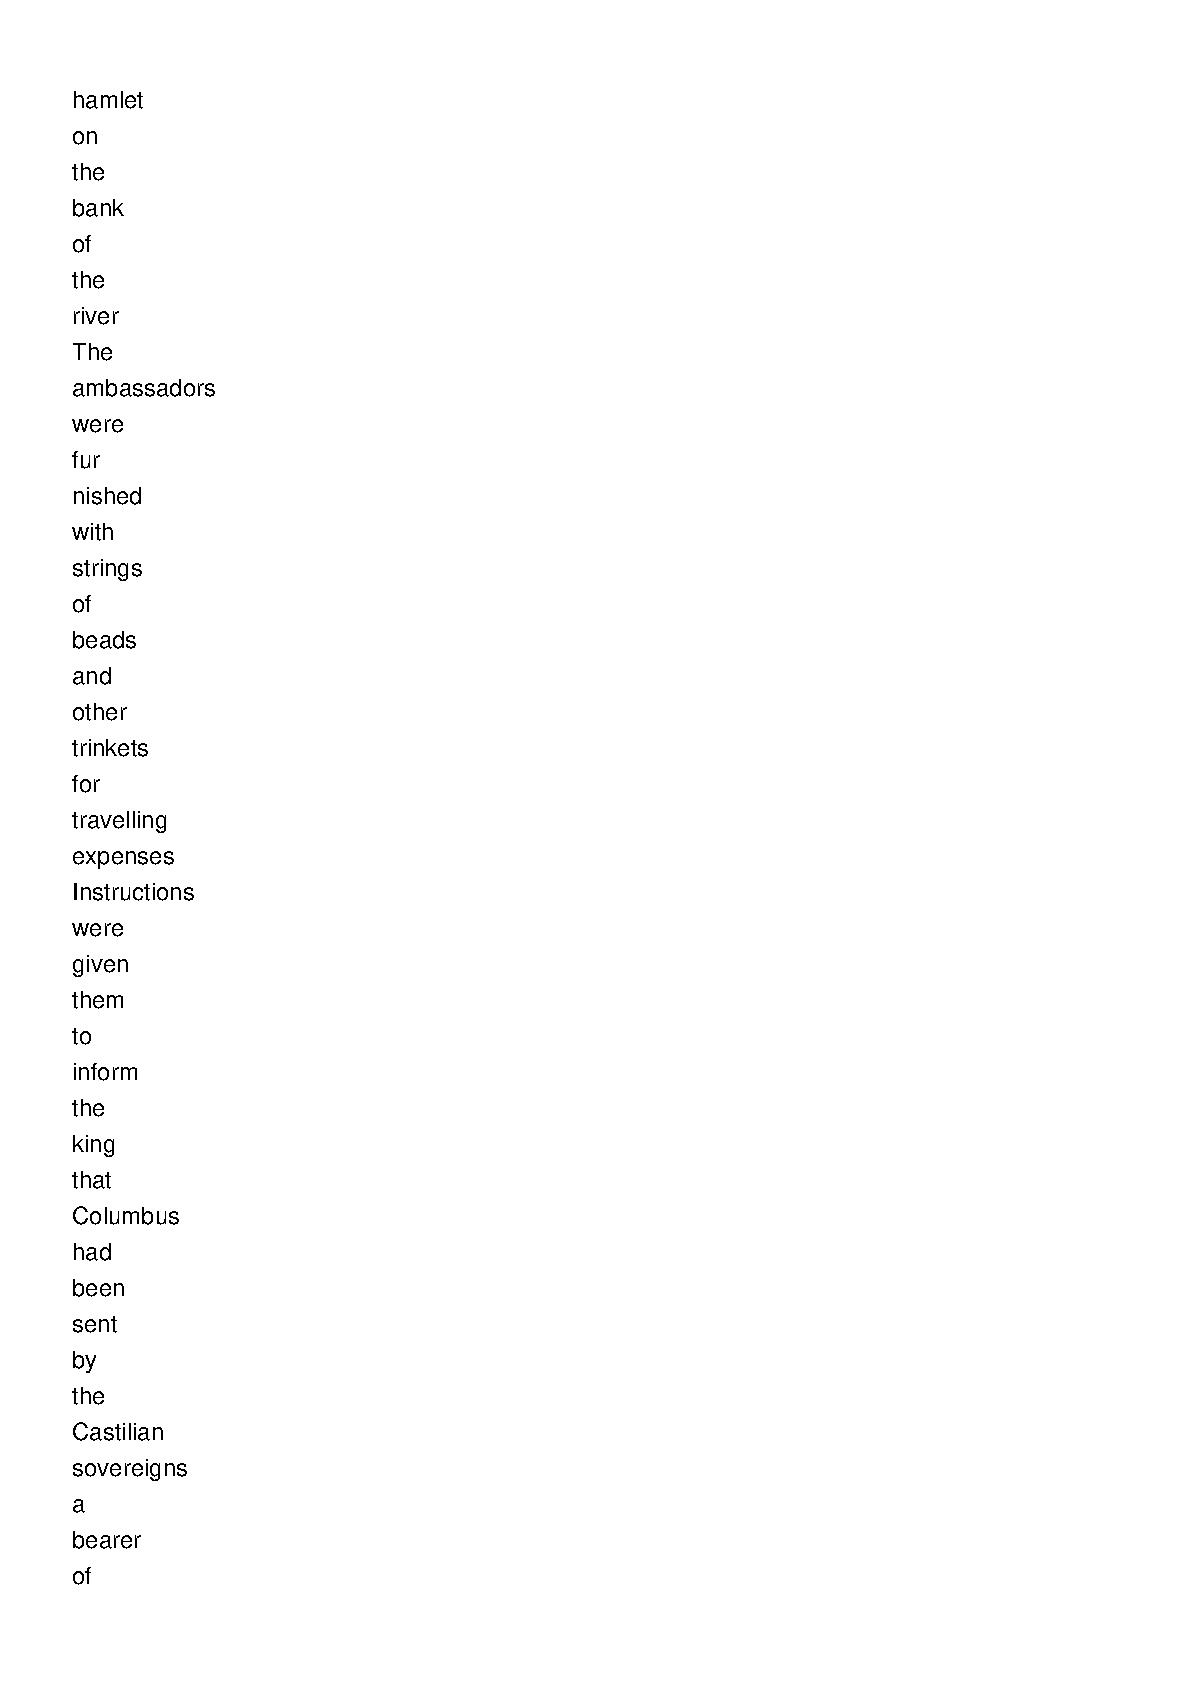 hamlet
on
the
bank
of
the
river
The
ambassadors
were
fur
nished
with
strings
of
beads
and
other
trinkets
for
travelling
expenses
Instructions
were
given
them
to
inform
the
king
that
Columbus
had
been
sent
by
the
Castilian
sovereigns
a
bearer
of